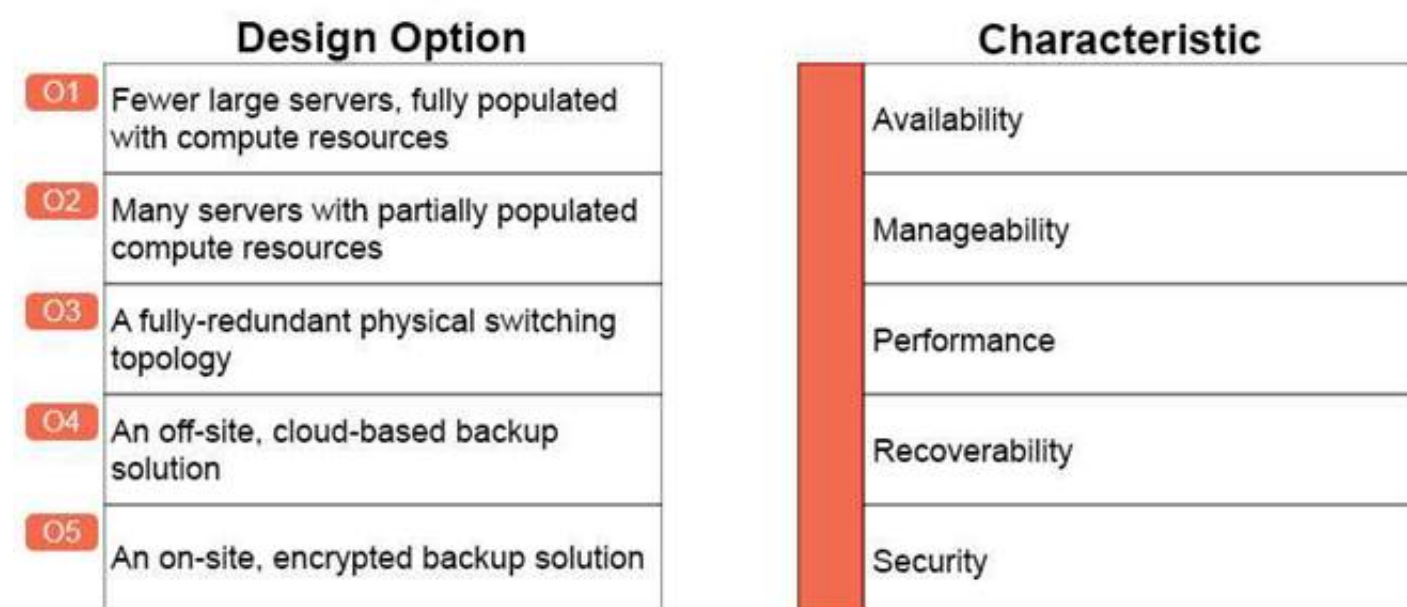 Design Option
Characteristic
O1
Fewer large servers, fully populated
with compute resources
Availability
O2
Many servers with partially populated
compute resources
Manageability
O3
A fully-redundant physical switching
topology
Performance
O4
An off-site, cloud-based backup
solution
Recoverability
O5
An on-site, encrypted backup solution
Security